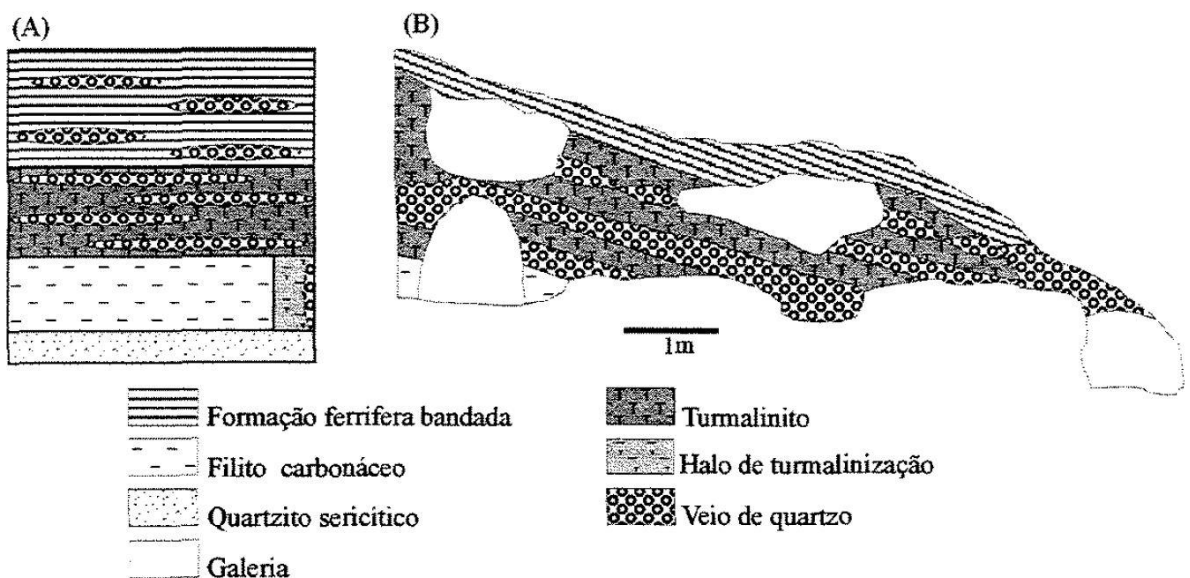 (A)
(B)
1m
Formação ferrífera bandada
Filito carbonáceo
Quartzito sericítico
Galeria
Turmalinito
Halo de turmalinização
Veio de quartzo